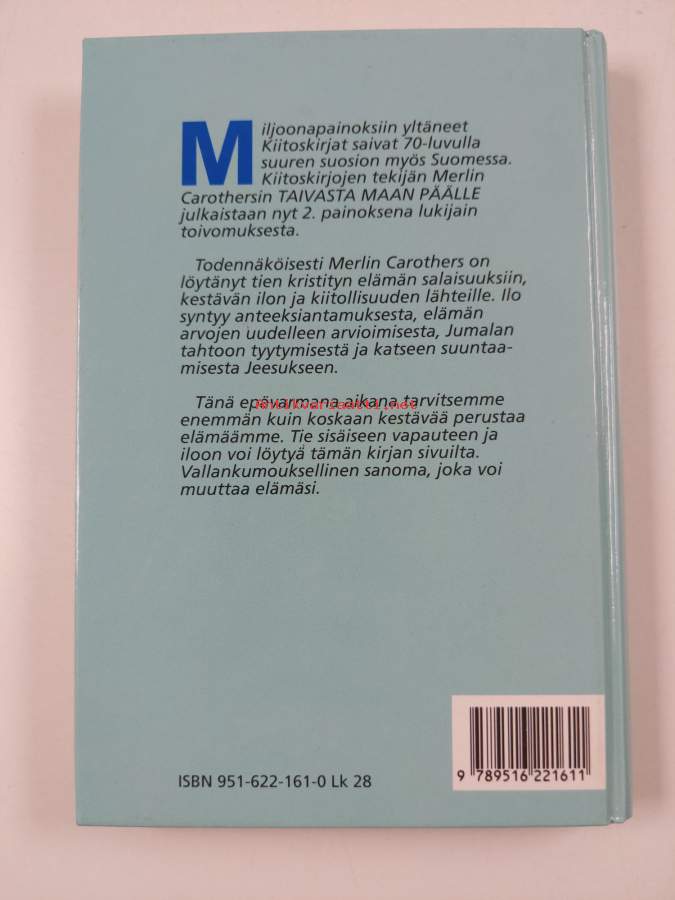 Miljoonapainoksiin yltäneet
Kiitoskirjat saivat 70-luvulla
suuren suosion myös Suomessa.
Kiitoskirjojen tekijän Merlin
Carothersin TAIVASTA MAAN PÄÄLLE
julkaistaan nyt 2. painoksena lukijain
toivomuksesta.
Todennäköisesti Merlin Carothers on
löytänyt tien kristityn elämän salaisuuksiin,
kestävän ilon ja kiitollisuuden lähteille. Ilo
syntyy anteeksiantamuksesta, elämän
arvojen uudelleen arvioimisesta, Jumalan
tahtoon tyytymisestä ja katseen suuntaa-
misesta Jeesukseen.
Tänä epävarmana aikana tarvitsemme
Antikvariaatti.net
enemmän kuin koskaan kestävää perustaa
elämäämme. Tie sisäiseen vapauteen ja
iloon voi löytyä tämän kirjan sivuilta.
Vallankumouksellinen sanoma, joka voi
muuttaa elämäsi.
ISBN 951-622-161-0 Lk 28
9 789516 221611